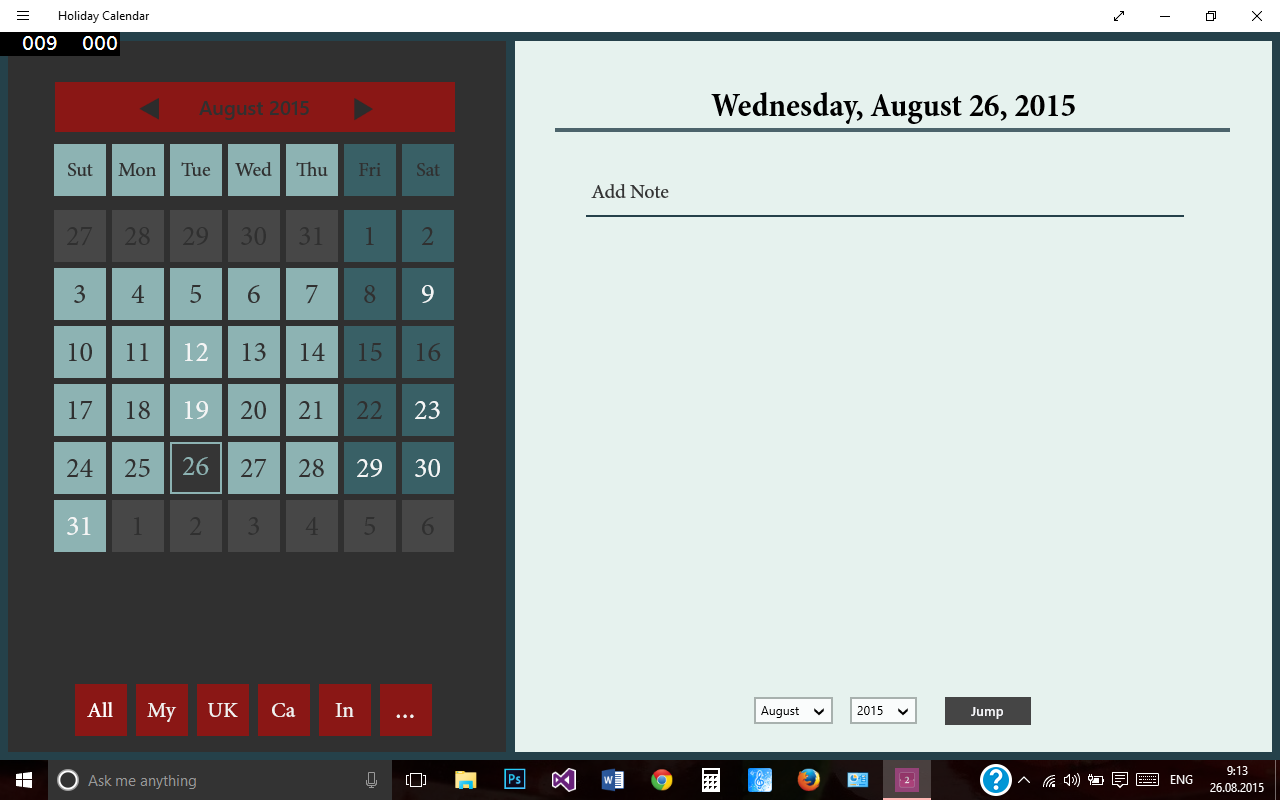 Holiday Calendar
009 000
August 2015
Wednesday, August 26, 2015
Sut Mon Tue Wed Thu Fri Sat
Add Note
27 28 29 30 31 1 2
3 4 5 6 7 8 9
10 11 12 13 14 15 16
17 18 19 20 21 22 23
24 25 26 27 28 29 30
31 1 2 3 4 5 6
All My UK Ca In ...
August 2015 Jump
Ask me anything
Ps
2
?
ENG
9:13
26.08.2015